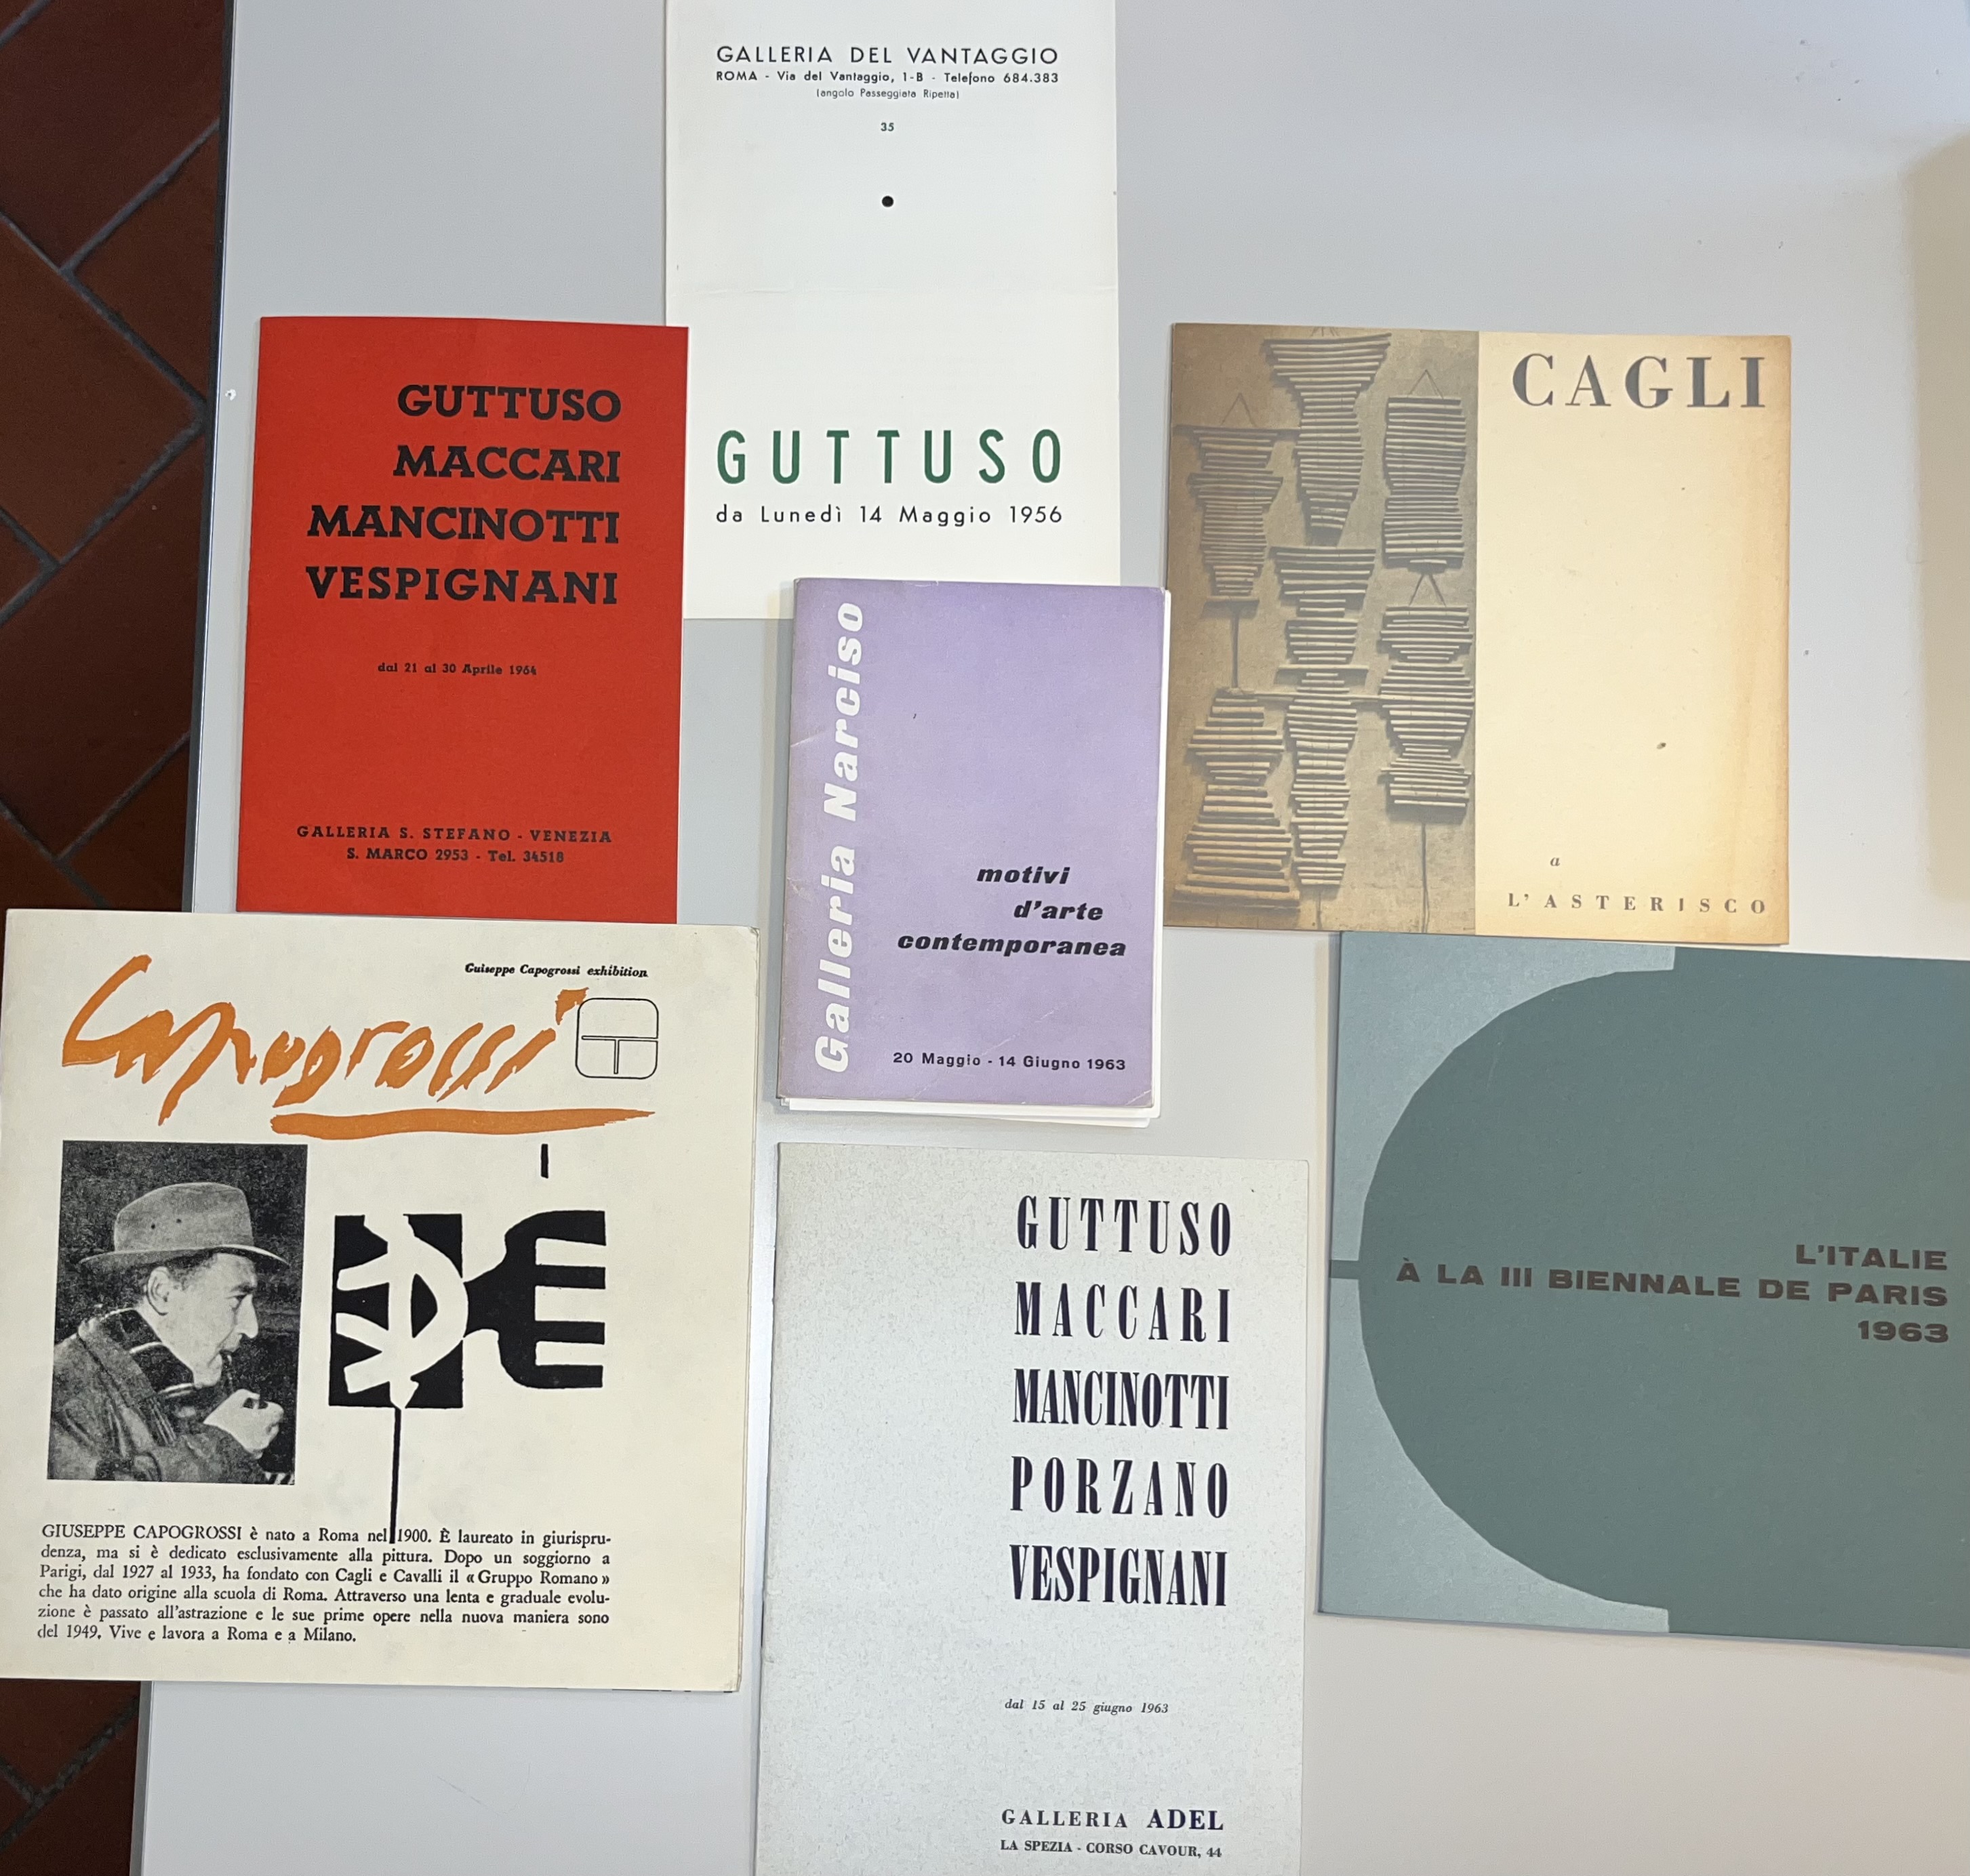 GALLERIA DEL VANTAGGIO
ROMA - Via del Vantaggio, 1-B - Telefono 684.383
(angolo Passeggiata Ripetta)
35
GUTTUSO
da Lunedì 14 Maggio 1956
GUTTUSO
MACCARI
MANCINOTTI
VESPIGNANI
dal 21 al 30 Aprile 1964
GALLERIA S. STEFANO - VENEZIA
S. MARCO 2953 - Tel. 34518
CAGLI
a
L'ASTERISCO
Galleria Narciso
motivi
d'arte
contemporanea
20 Maggio - 14 Giugno 1963
Guiseppe Capogrossi exhibition
Capogrossi
GIUSEPPE CAPOGROSSI è nato a Roma nel 1900. È laureato in giurispru-
denza, ma si è dedicato esclusivamente alla pittura. Dopo un soggiorno a
Parigi, dal 1927 al 1933, ha fondato con Cagli e Cavalli il « Gruppo Romano »
che ha dato origine alla scuola di Roma. Attraverso una lenta e graduale evolu-
zione è passato all'astrazione e le sue prime opere nella nuova maniera sono
del 1949. Vive e lavora a Roma e a Milano.
GUTTUSO
MACCARI
MANCINOTTI
PORZANO
VESPIGNANI
dal 15 al 25 giugno 1963
GALLERIA ADEL
LA SPEZIA - CORSO CAVOUR, 44
L'ITALIE
À LA III BIENNALE DE PARIS
1963